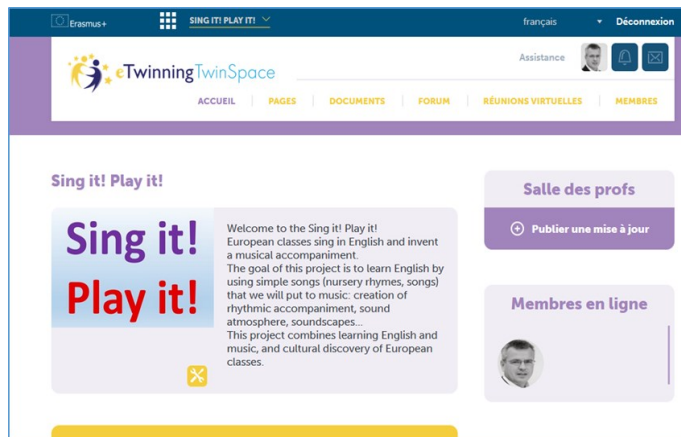 Erasmus+
SING IT! PLAY IT!
français
Déconnexion
eTwinningTwinSpace
Assistance
ACCUEIL
PAGES
DOCUMENTS
FORUM
RÉUNIONS VIRTUELLES
MEMBRES
Sing it! Play it!
Sing it!
Play it!
Welcome to the Sing it! Play it!
European classes sing in English and invent
a musical accompaniment.
The goal of this project is to learn English by
using simple songs (nursery rhymes, songs)
that we will put to music: creation of
rhythmic accompaniment, sound
atmosphere, soundscapes...
This project combines learning English and
music, and cultural discovery of European
classes.
Salle des profs
Publier une mise à jour
Membres en ligne